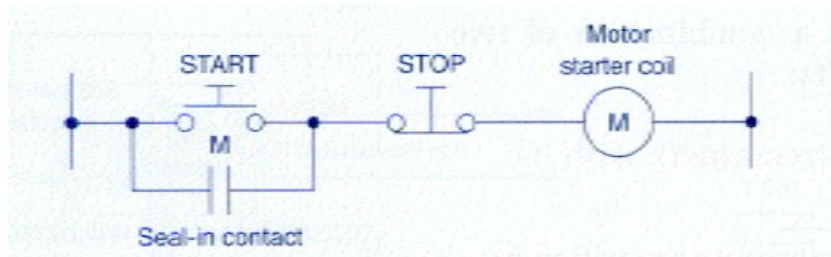 START
STOP
Motor
starter coil
M
M
Seal-in contact